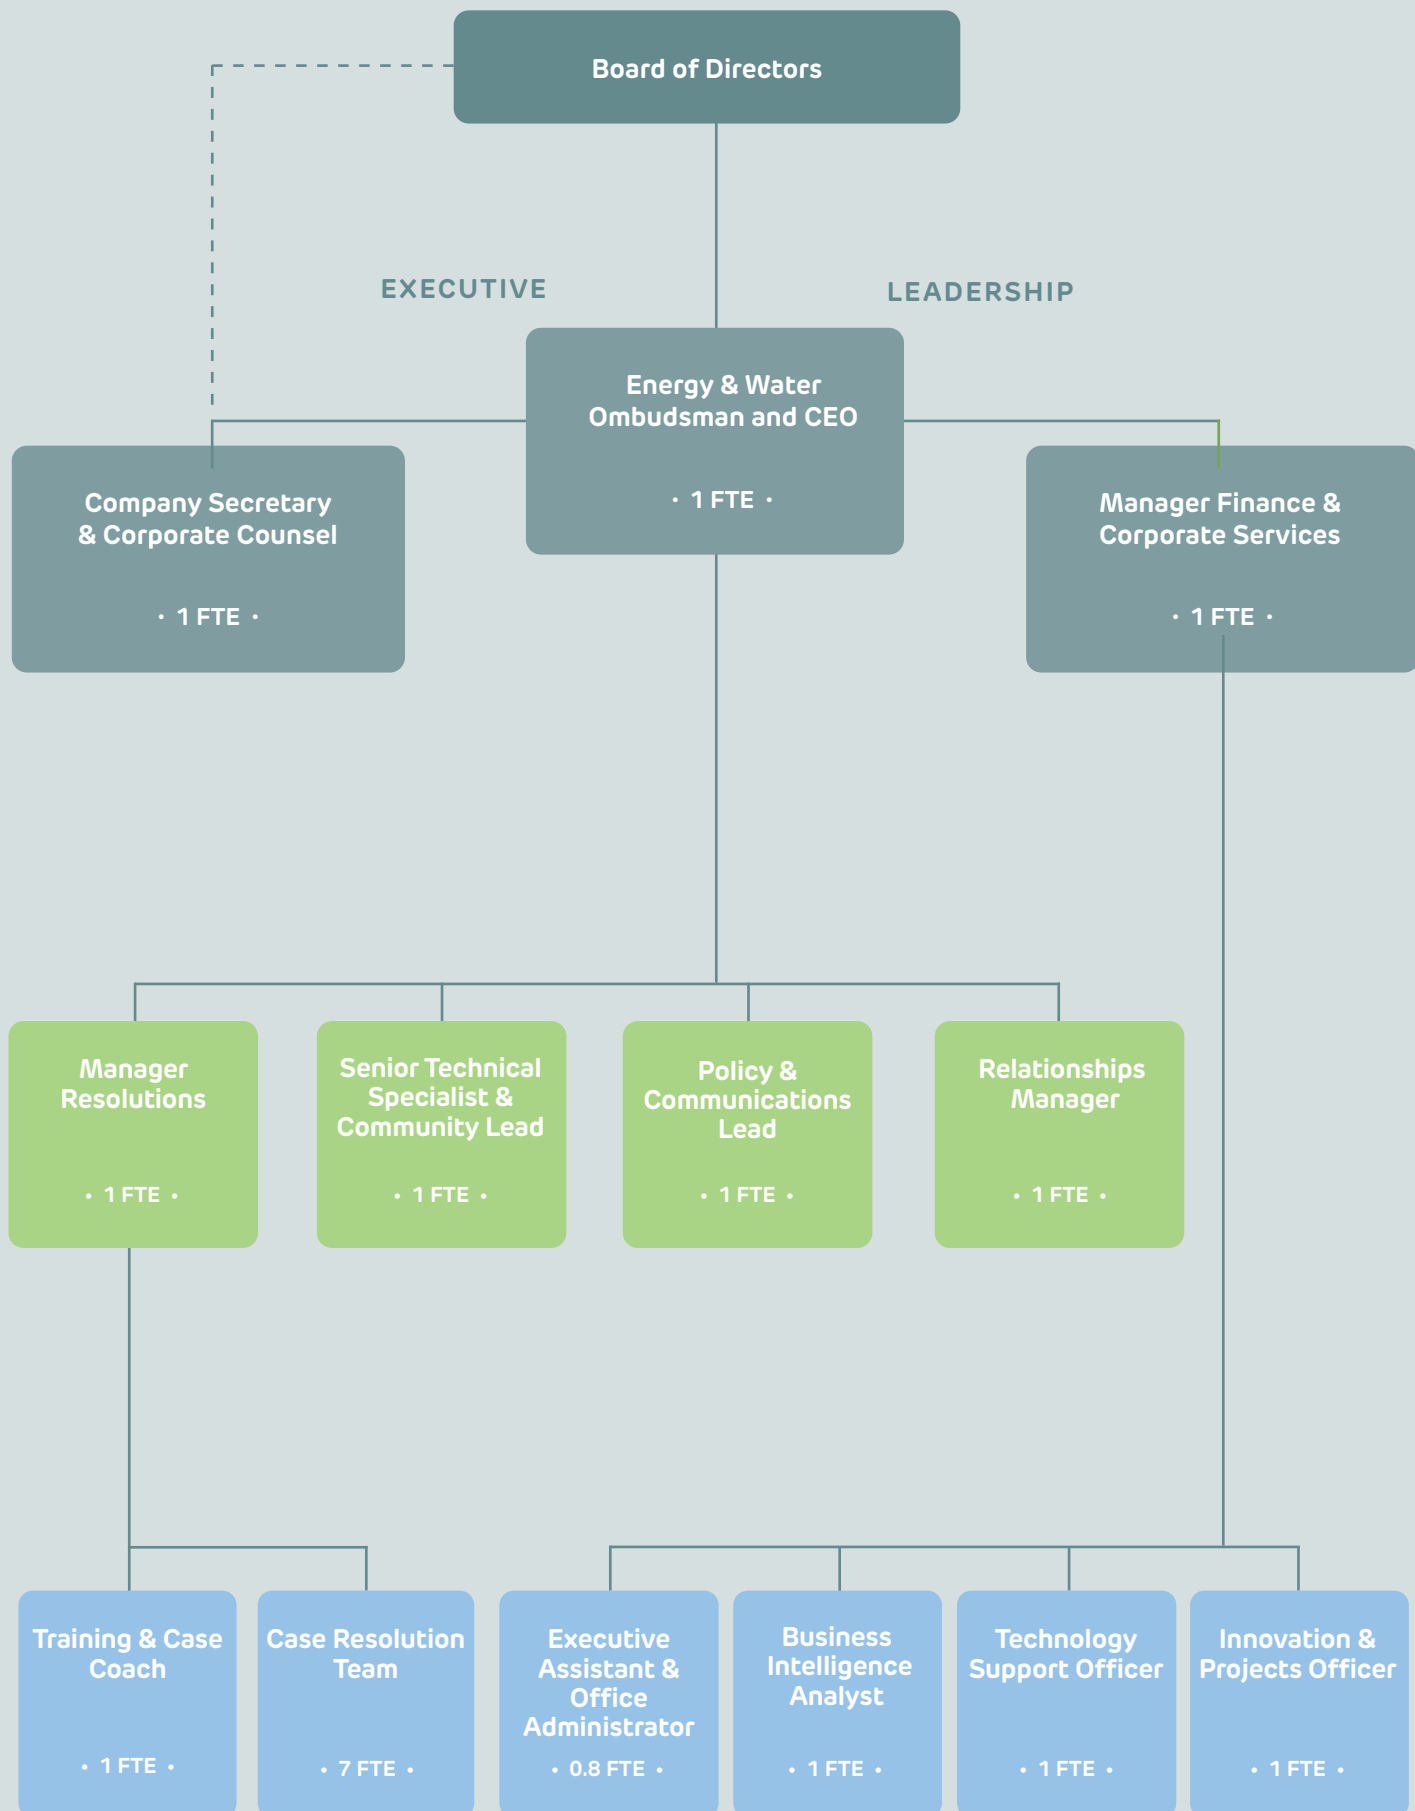 Board of Directors
EXECUTIVE
LEADERSHIP
Energy & Water
Ombudsman and CEO
• 1 FTE •
Company Secretary
& Corporate Counsel
• 1 FTE •
Manager Finance &
Corporate Services
• 1 FTE •
Manager
Resolutions
• 1 FTE •
Senior Technical
Specialist &
Community Lead
• 1 FTE •
Policy &
Communications
Lead
• 1 FTE •
Relationships
Manager
• 1 FTE •
Training & Case
Coach
• 1 FTE •
Case Resolution
Team
• 7 FTE •
Executive
Assistant &
Office
Administrator
• 0.8 FTE •
Business
Intelligence
Analyst
• 1 FTE •
Technology
Support Officer
• 1 FTE •
Innovation &
Projects Officer
• 1 FTE •